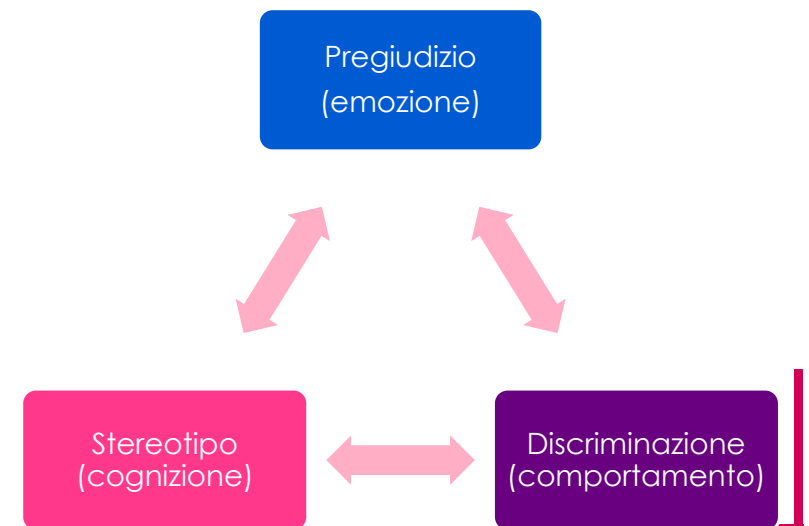 Pregiudizio
(emozione)
Stereotipo
(cognizione)
Discriminazione
(comportamento)